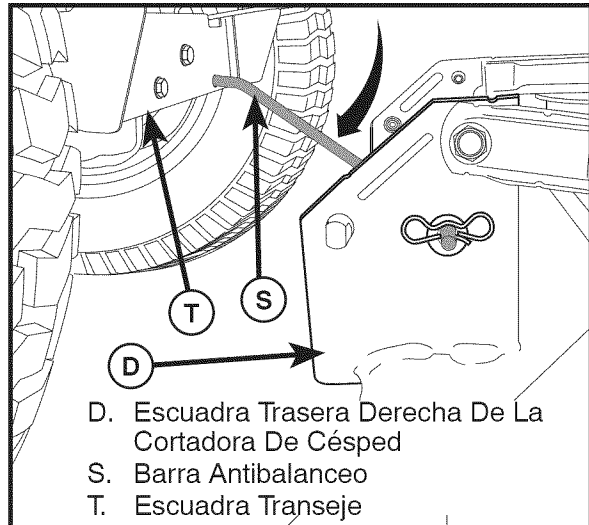 T
S
D
D. Escuadra Trasera Derecha De La
Cortadora De Césped
S. Barra Antibalanceo
T. Escuadra Transeje